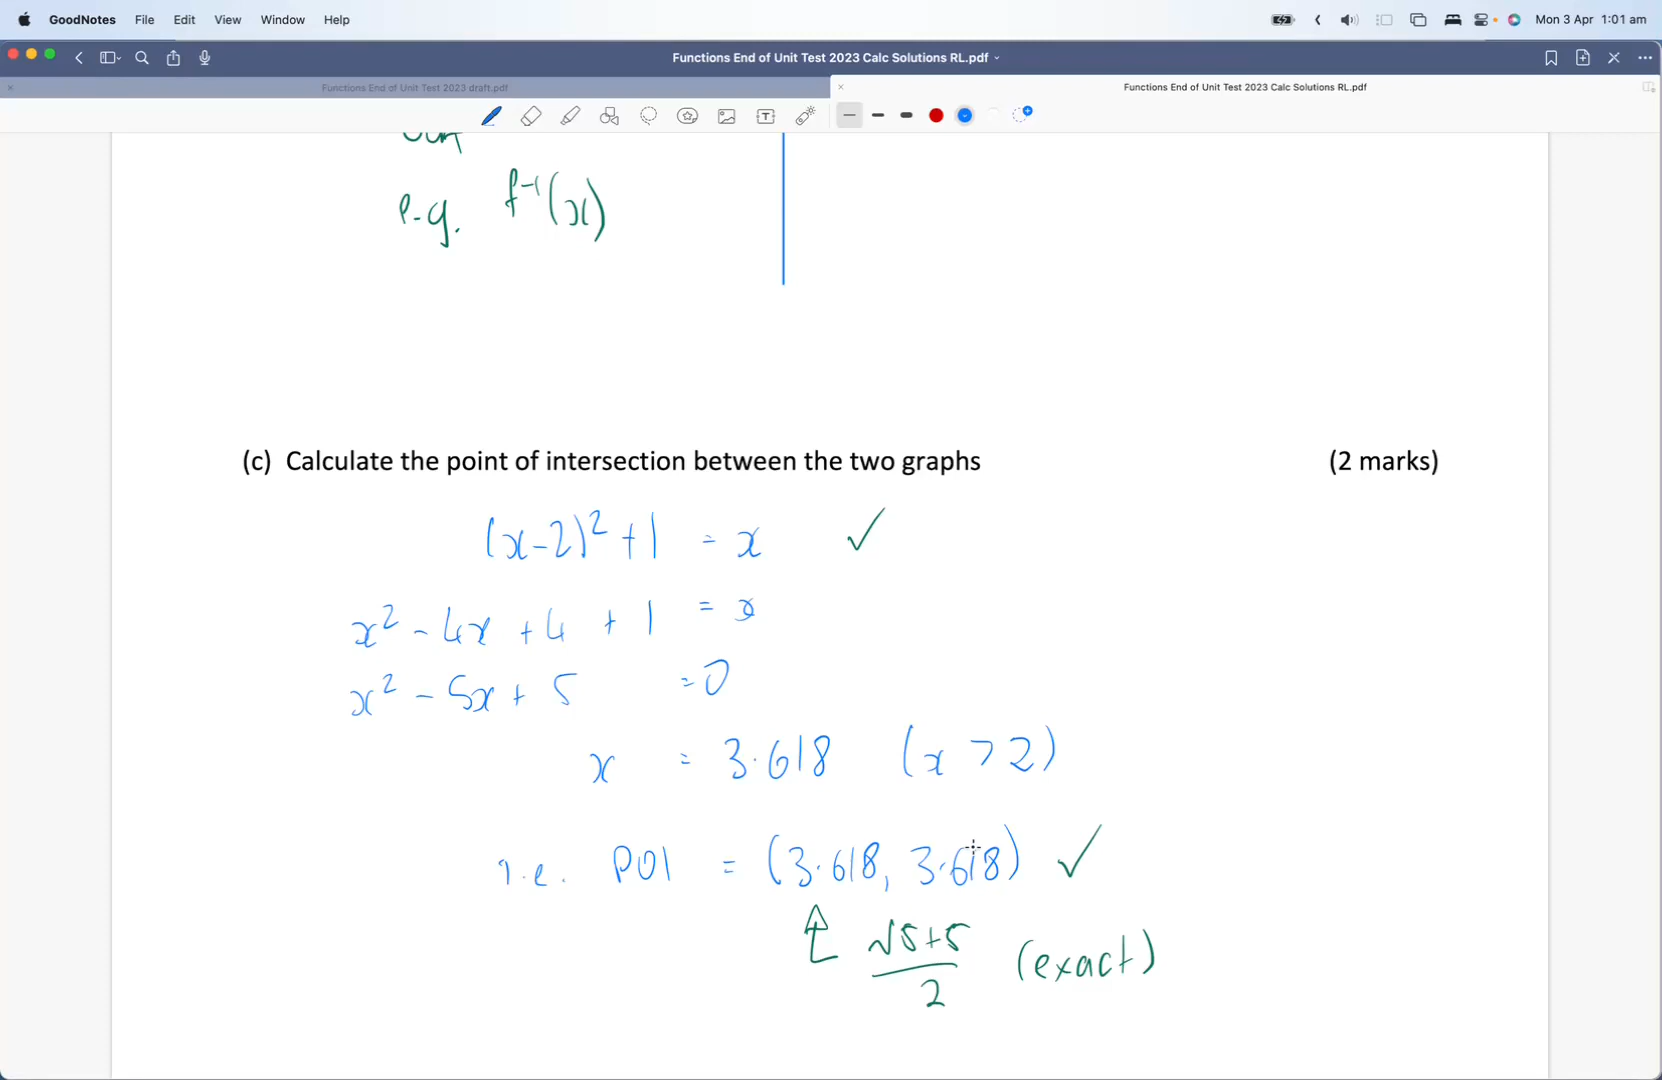 GoodNotes File Edit View Window Help Mon 3 Apr 1:01 am
Functions End of Unit Test 2023 Calc Solutions RL.pdf
Functions End of Unit Test 2023 draft.pdf
Functions End of Unit Test 2023 Calc Solutions RL.pdf
e.g. f⁻¹(x)
(c) Calculate the point of intersection between the two graphs (2 marks)
(x-2)² + 1 = x ✓
x² - 4x + 4 + 1 = x
x² - 5x + 5 = 0
x = 3.618 (x > 2)
i.e. POI = (3.618, 3.618) ✓
(√5+5)/2 (exact)